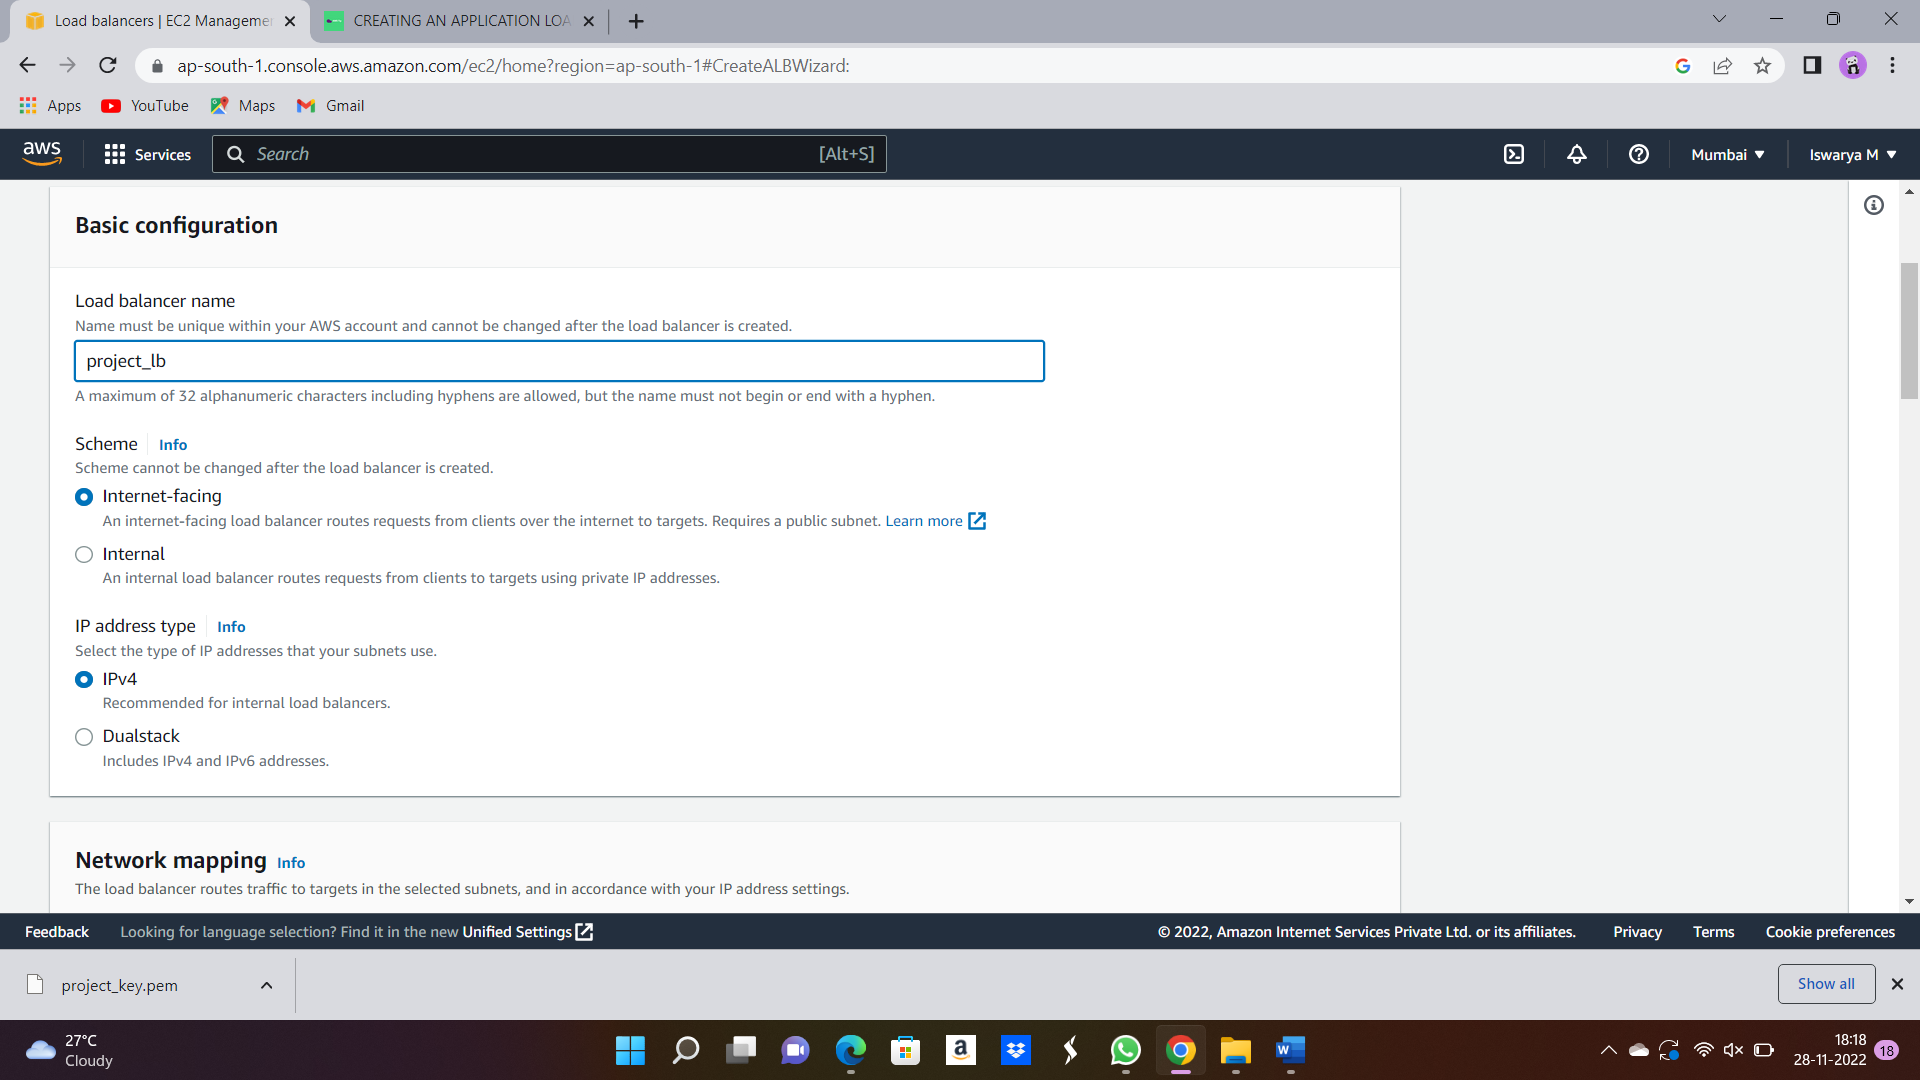 Load balancers | EC2 Managemen
CREATING AN APPLICATION LOA
ap-south-1.console.aws.amazon.com/ec2/home?region=ap-south-1#CreateALBWizard:
Apps YouTube Maps Gmail
aws Services Search [Alt+S] Mumbai Iswarya M
Basic configuration
Load balancer name
Name must be unique within your AWS account and cannot be changed after the load balancer is created.
project_lb
A maximum of 32 alphanumeric characters including hyphens are allowed, but the name must not begin or end with a hyphen.
Scheme Info
Scheme cannot be changed after the load balancer is created.
Internet-facing
An internet-facing load balancer routes requests from clients over the internet to targets. Requires a public subnet. Learn more
Internal
An internal load balancer routes requests from clients to targets using private IP addresses.
IP address type Info
Select the type of IP addresses that your subnets use.
IPv4
Recommended for internal load balancers.
Dualstack
Includes IPv4 and IPv6 addresses.
Network mapping Info
The load balancer routes traffic to targets in the selected subnets, and in accordance with your IP address settings.
Feedback Looking for language selection? Find it in the new Unified Settings © 2022, Amazon Internet Services Private Ltd. or its affiliates. Privacy Terms Cookie preferences
project_key.pem Show all
27°C
Cloudy
18:18
28-11-2022
18